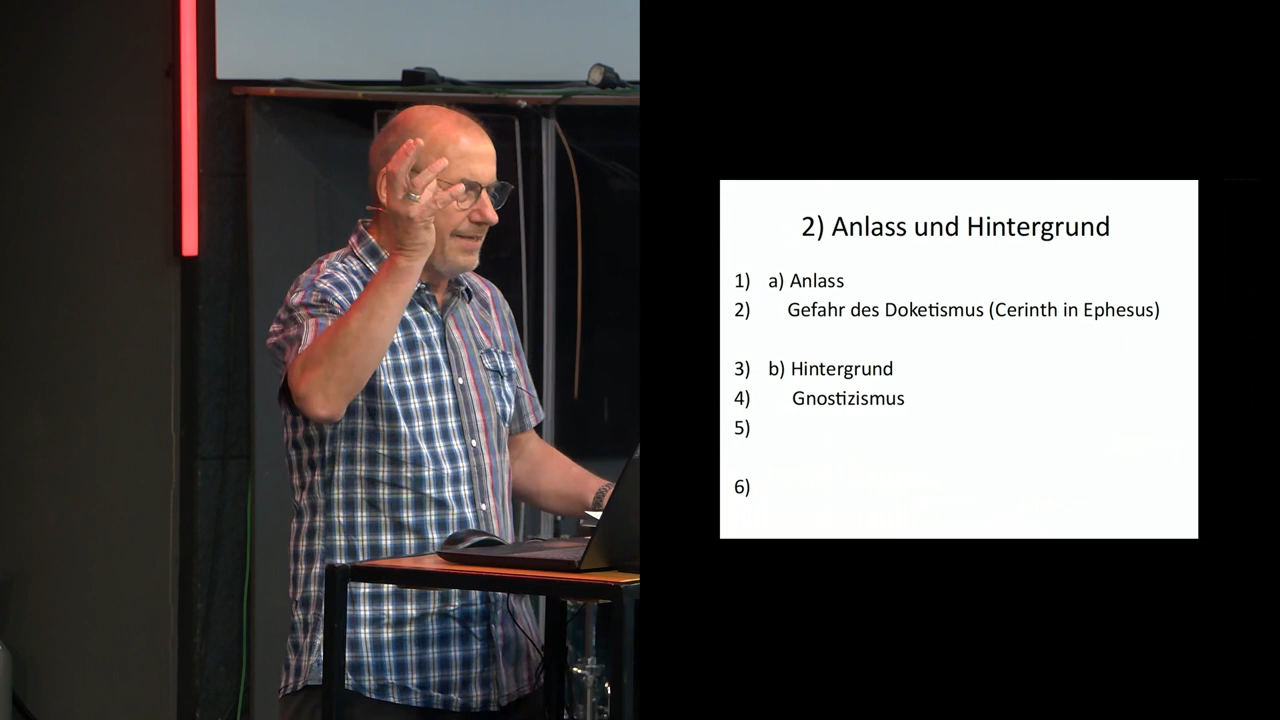 2) Anlass und Hintergrund
1) a) Anlass
2) Gefahr des Doketismus (Cerinth in Ephesus)
3) b) Hintergrund
4) Gnostizismus
5)
6)